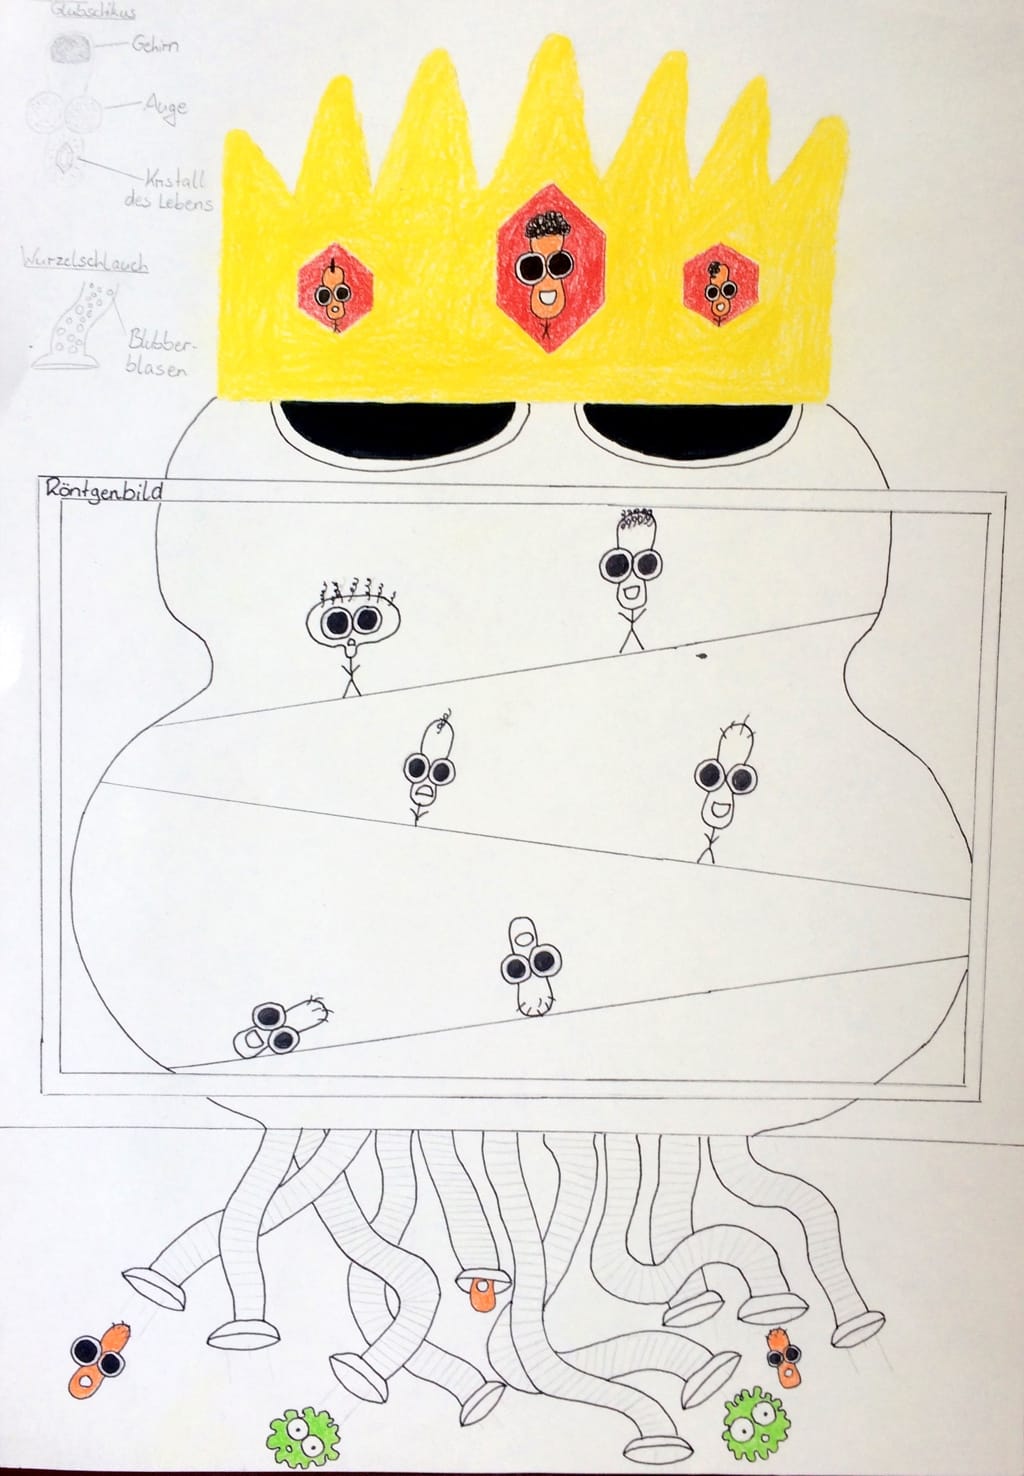 Glubschikus
Gehirn
Auge
Kristall
des Lebens
Wurzelschlauch
Blubber-
blasen
Röntgenbild